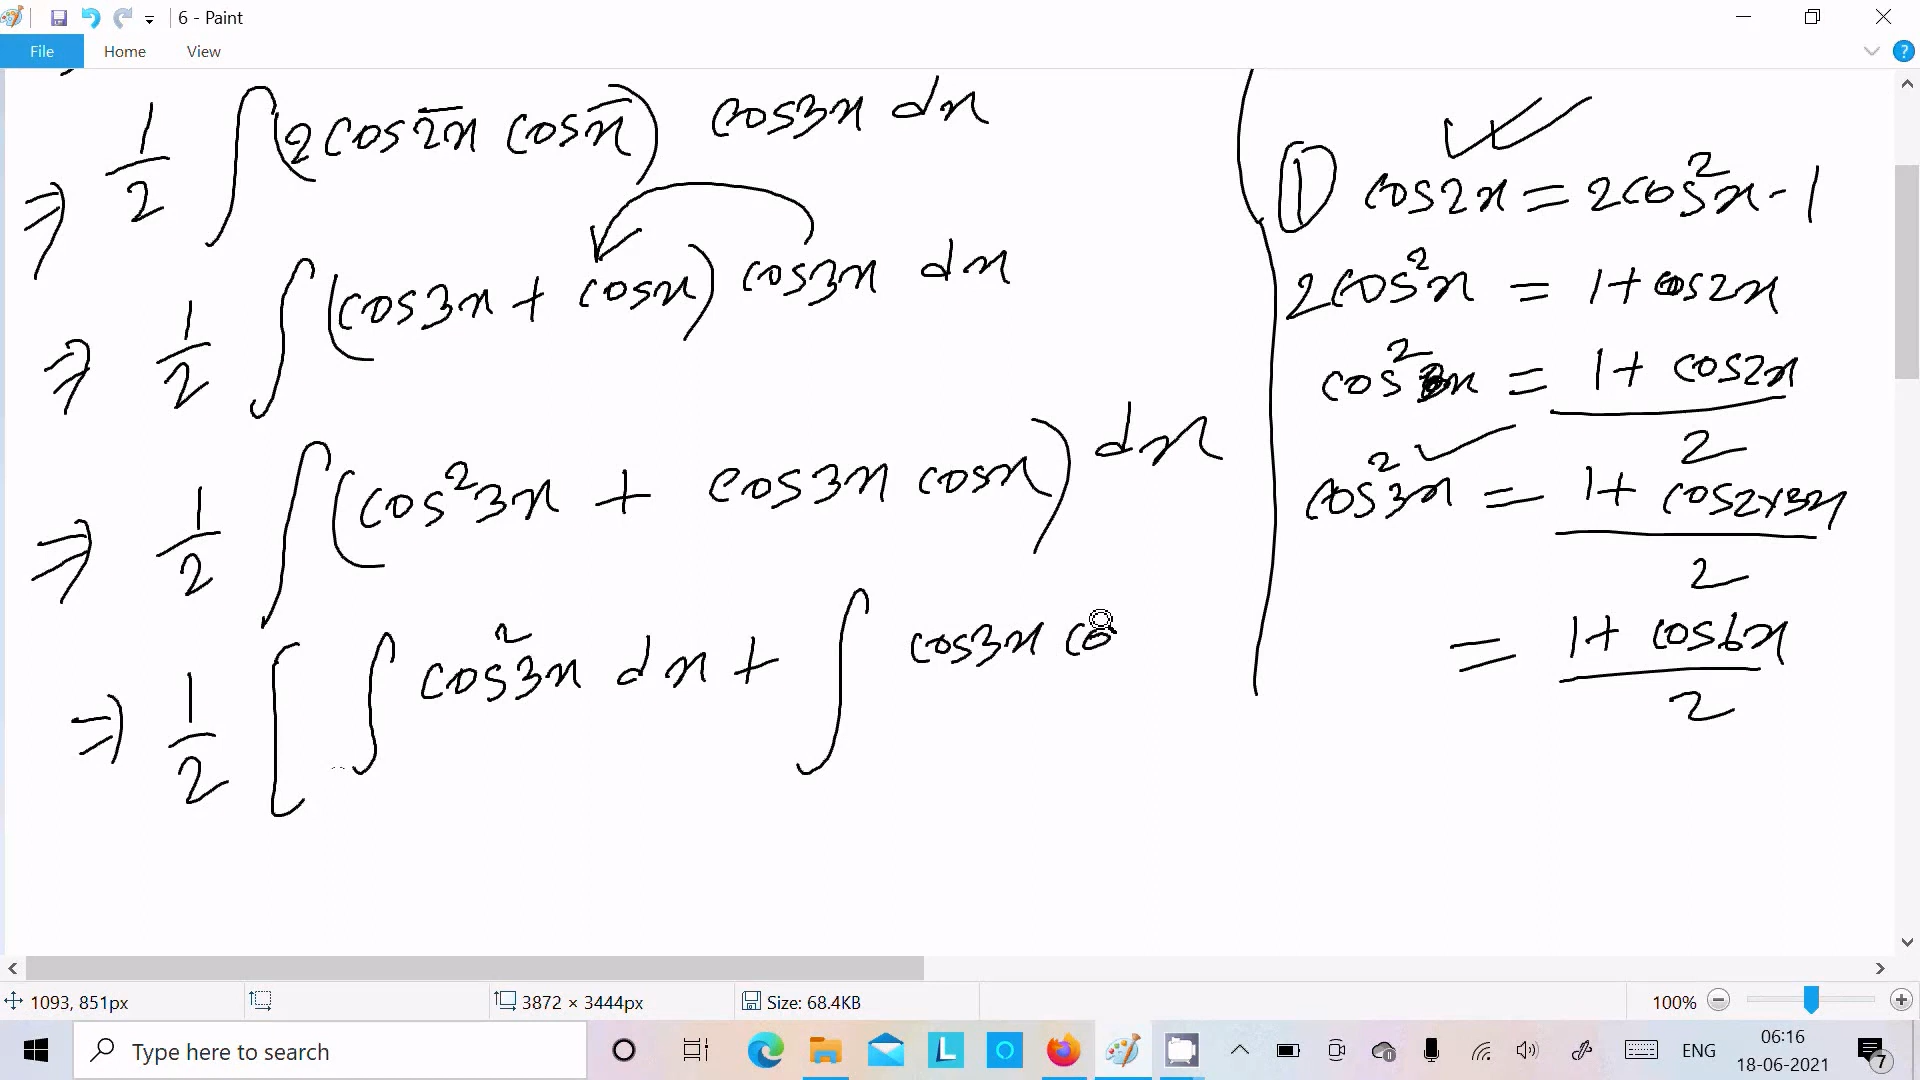 6 - Paint
File Home View
⇒ 1/2 ∫ (2cos2x cosx) cos3x dx
⇒ 1/2 ∫ (cos3x + cosx) cos3x dx
⇒ 1/2 ∫ (cos²3x + cos3x cosx) dx
⇒ 1/2 [ ∫ cos²3x dx + ∫ cos3x co
① cos2x = 2cos²x - 1
2cos²x = 1 + cos2x
cos² x = (1 + cos2x)/2
cos²3x = (1 + cos2×3x)/2
= (1 + cos6x)/2
1093, 851px 3872 × 3444px Size: 68.4KB 100%
Type here to search
ENG 06:16
18-06-2021 7